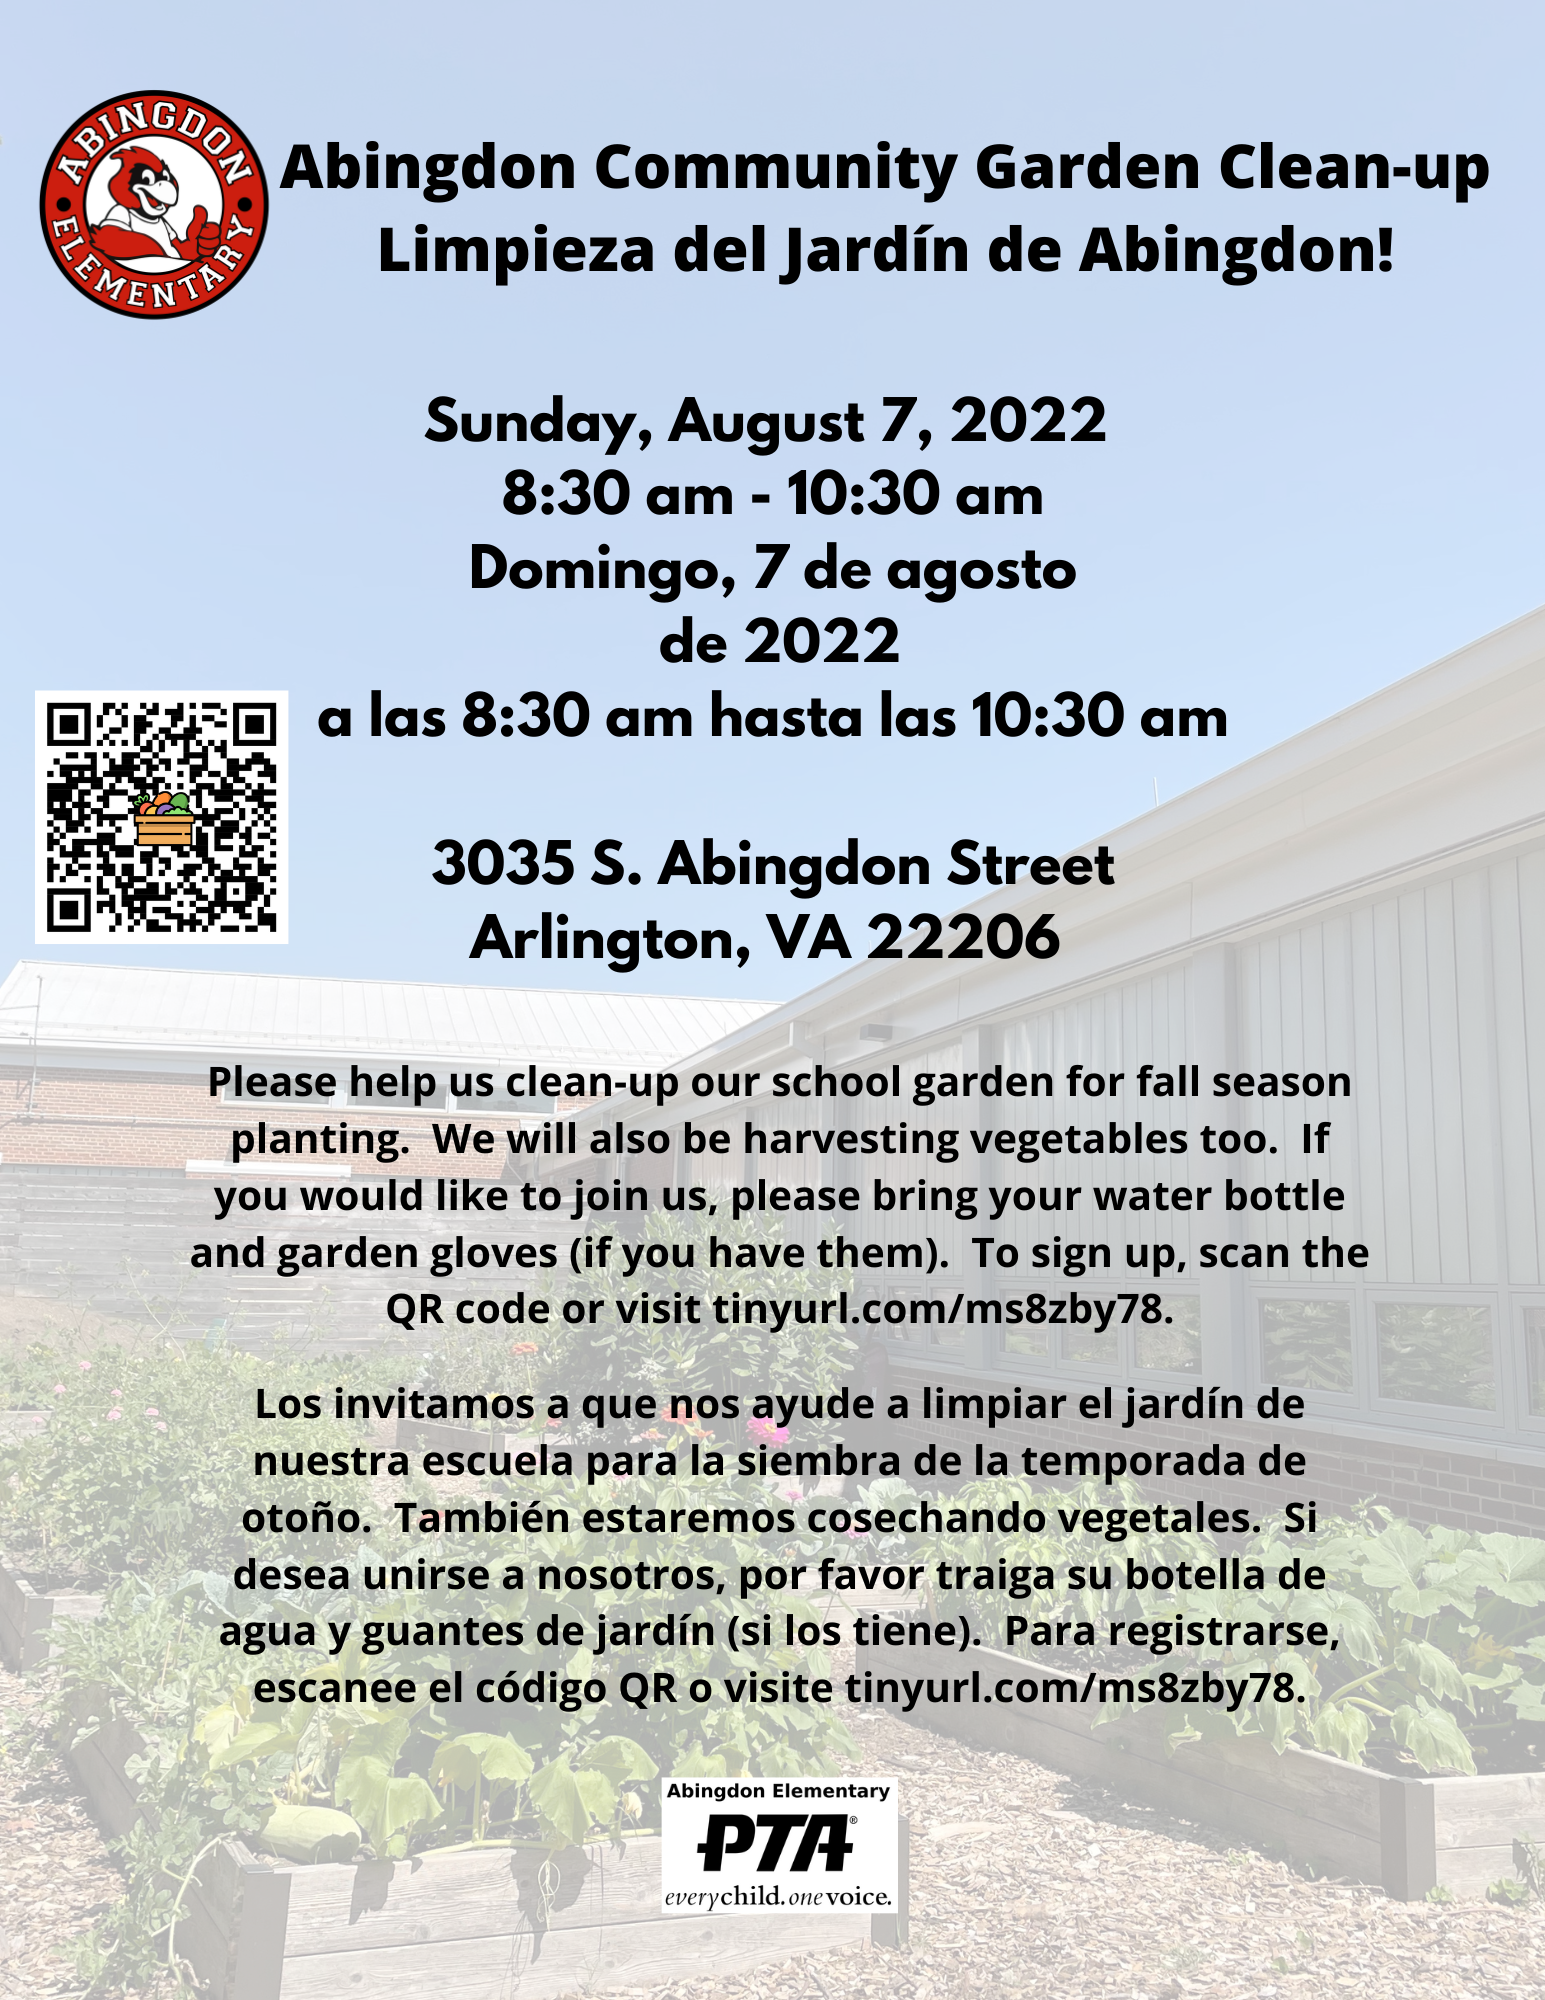 ABINGDON
ELEMENTARY
Abingdon Community Garden Clean-up
Limpieza del Jardín de Abingdon!
Sunday, August 7, 2022
8:30 am - 10:30 am
Domingo, 7 de agosto
de 2022
a las 8:30 am hasta las 10:30 am
3035 S. Abingdon Street
Arlington, VA 22206
Please help us clean-up our school garden for fall season
planting.  We will also be harvesting vegetables too.  If
you would like to join us, please bring your water bottle
and garden gloves (if you have them).  To sign up, scan the
QR code or visit tinyurl.com/ms8zby78.
Los invitamos a que nos ayude a limpiar el jardín de
nuestra escuela para la siembra de la temporada de
otoño.  También estaremos cosechando vegetales.  Si
desea unirse a nosotros, por favor traiga su botella de
agua y guantes de jardín (si los tiene).  Para registrarse,
escanee el código QR o visite tinyurl.com/ms8zby78.
Abingdon Elementary
PTA®
everychild.onevoice.